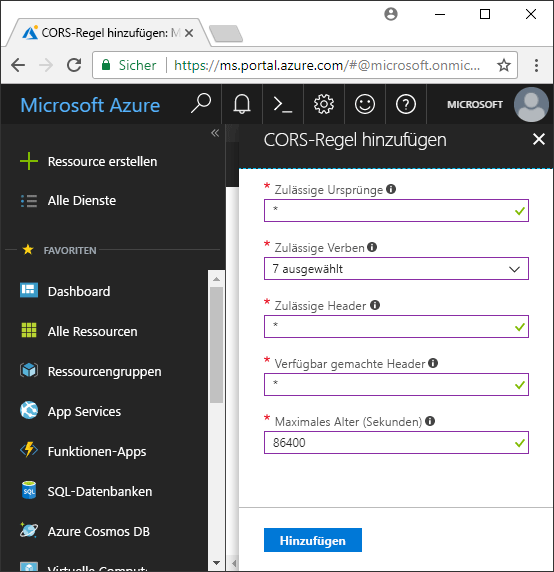 CORS-Regel hinzufügen: M
Sicher https://ms.portal.azure.com/#@microsoft.onmic...
Microsoft Azure
MICROSOFT
Ressource erstellen
Alle Dienste
FAVORITEN
Dashboard
Alle Ressourcen
Ressourcengruppen
App Services
Funktionen-Apps
SQL-Datenbanken
Azure Cosmos DB
Virtuelle Comput-
CORS-Regel hinzufügen
* Zulässige Ursprünge
*
* Zulässige Verben
7 ausgewählt
* Zulässige Header
*
* Verfügbar gemachte Header
*
* Maximales Alter (Sekunden)
86400
Hinzufügen